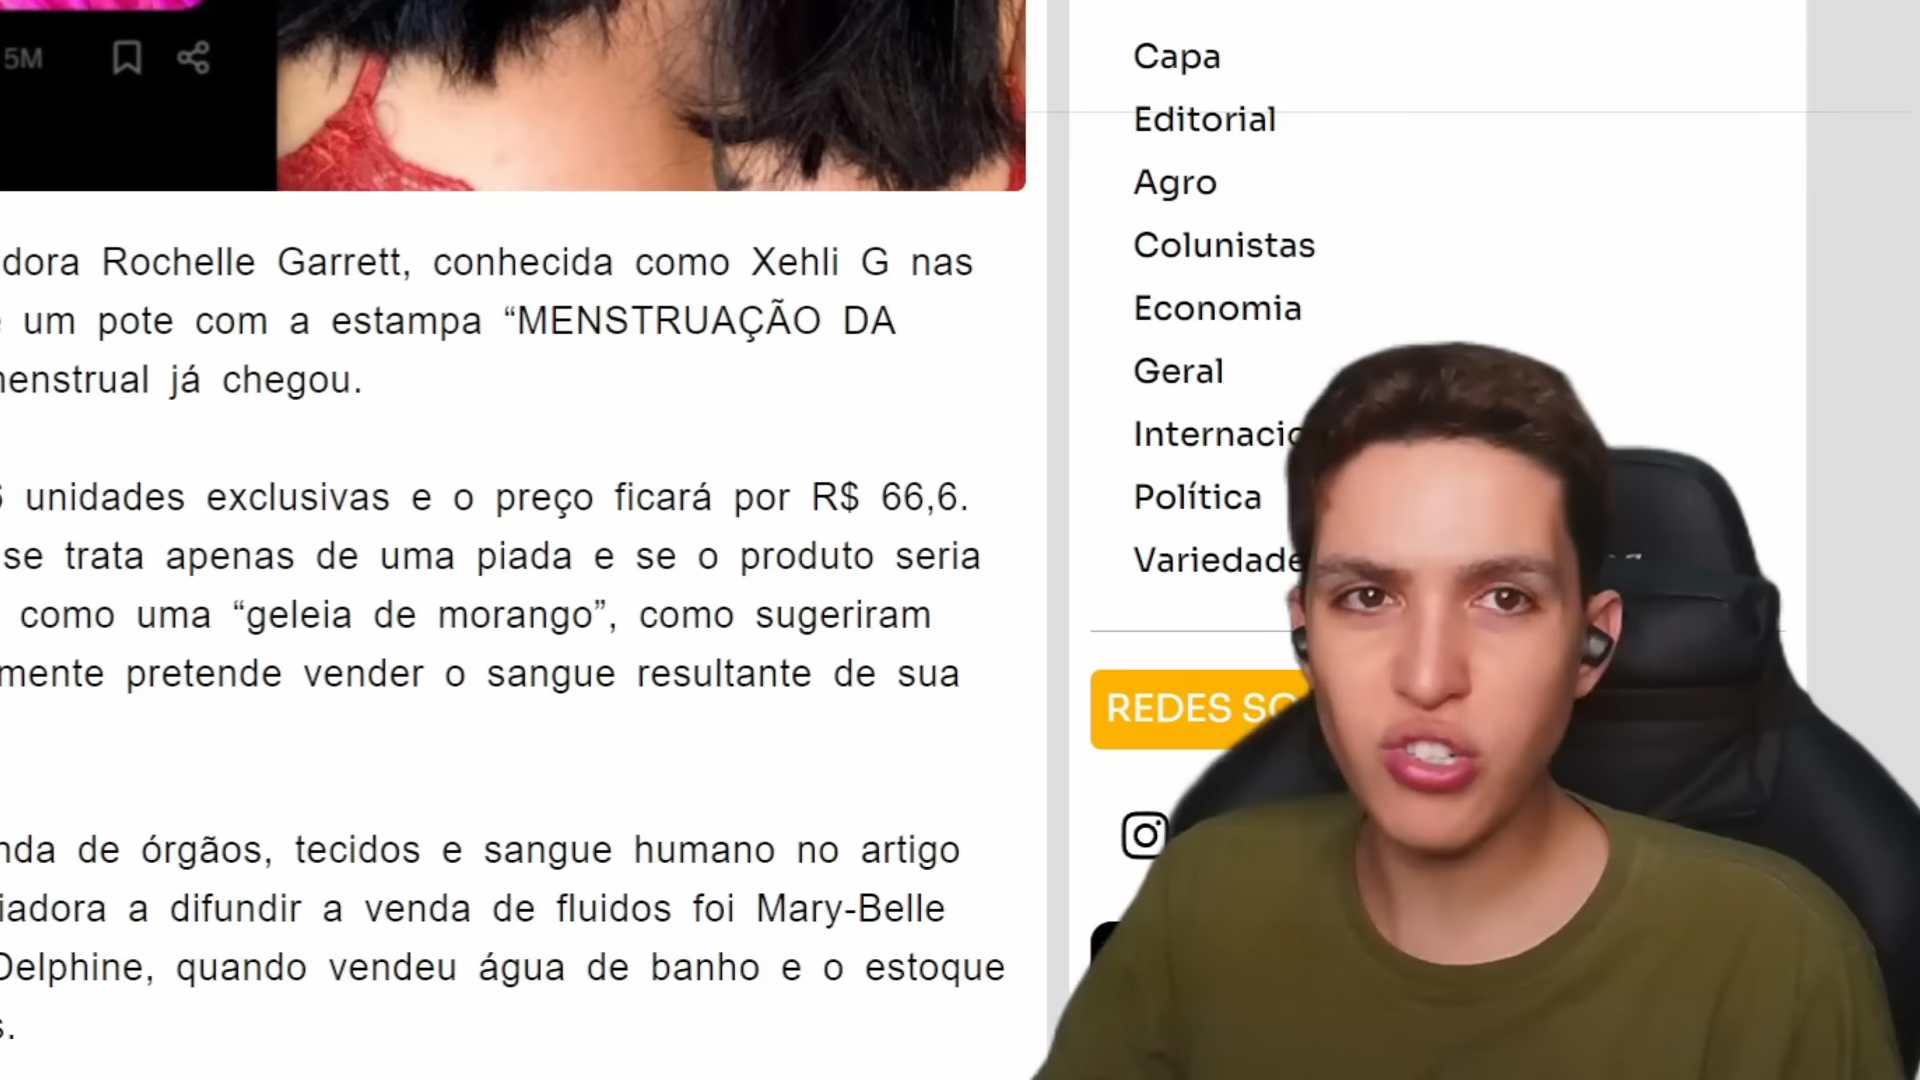 5M
dora Rochelle Garrett, conhecida como Xehli G nas
um pote com a estampa “MENSTRUAÇÃO DA
enstrual já chegou.
unidades exclusivas e o preço ficará por R$ 66,6.
se trata apenas de uma piada e se o produto seria
como uma “geleia de morango”, como sugeriram
mente pretende vender o sangue resultante de sua
nda de órgãos, tecidos e sangue humano no artigo
iadora a difundir a venda de fluidos foi Mary-Belle
Delphine, quando vendeu água de banho e o estoque
s.
Capa
Editorial
Agro
Colunistas
Economia
Geral
Internacio
Política
Variedade
REDES SO